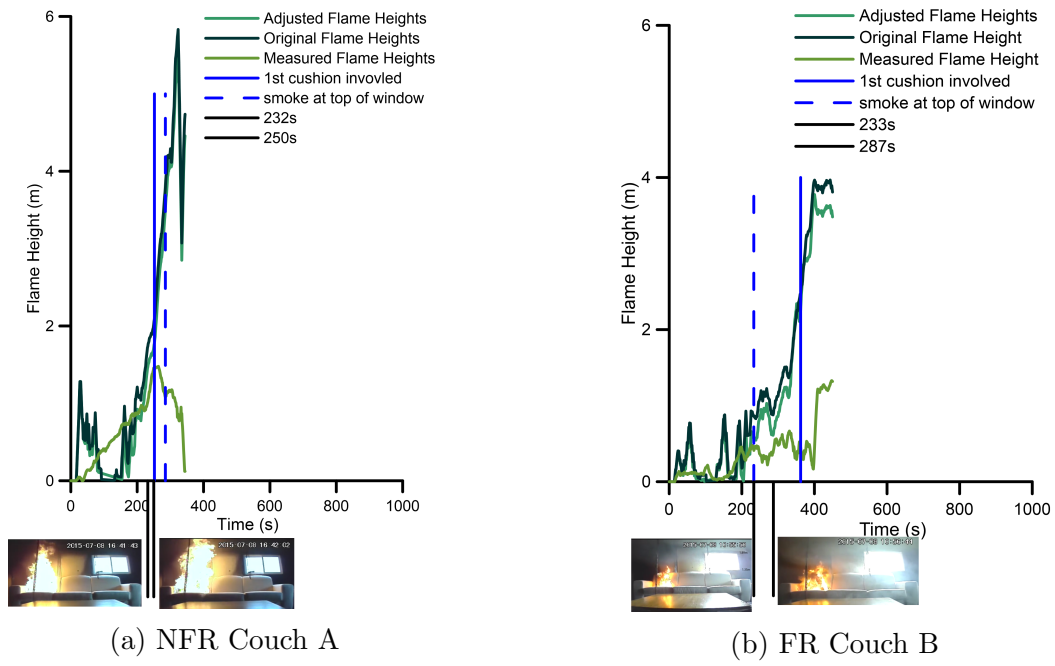 6
4
2
0
Flame Height (m)
Adjusted Flame Heights
Original Flame Heights
Measured Flame Heights
1st cushion invovled
smoke at top of window
232s
250s
0
200
400
600
800
1000
Time (s)
2015-07-08 16 41 43
2015-07-08 16 42 02
(a) NFR Couch A
6
4
2
0
Flame Height (m)
Adjusted Flame Heights
Original Flame Height
Measured Flame Height
1st cushion involved
smoke at top of window
233s
287s
0
200
400
600
800
1000
Time (s)
(b) FR Couch B